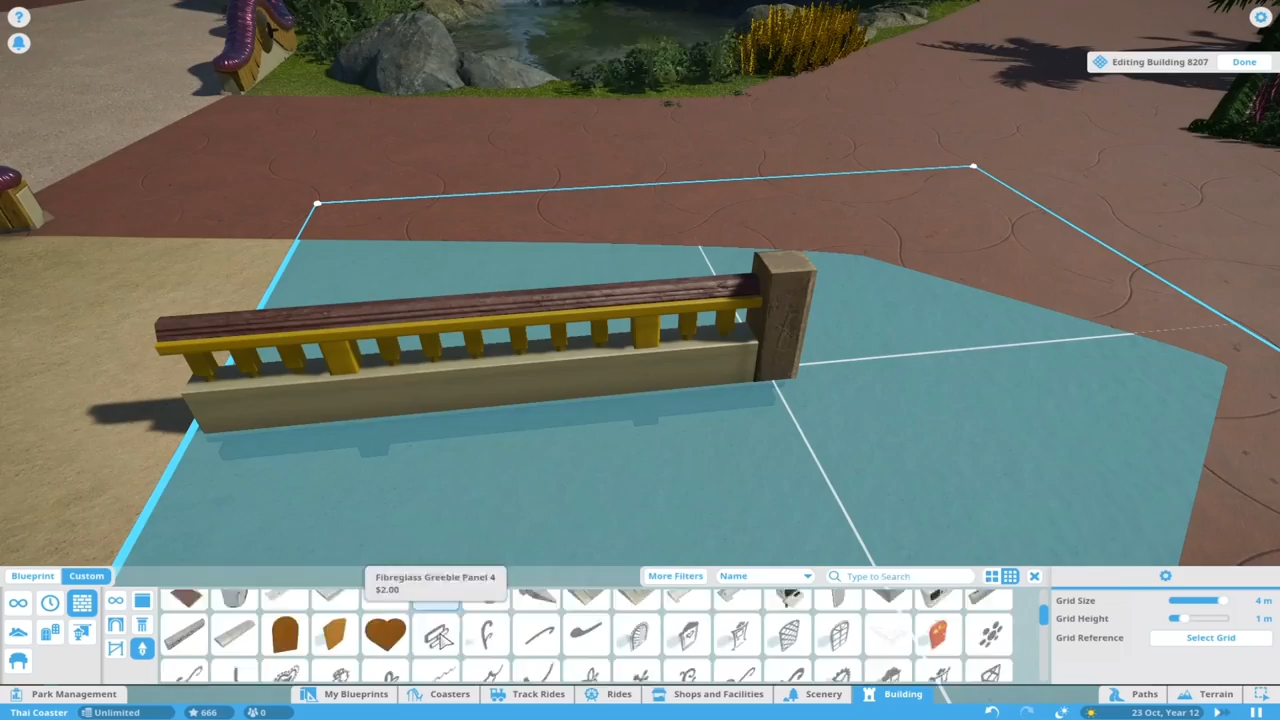 ?
Editing Building 8207 Done
Fibreglass Greeble Panel 4
$2.00
Blueprint Custom More Filters Name Type to Search
Grid Size 4 m
Grid Height 1 m
Grid Reference Select Grid
Park Management My Blueprints Coasters Track Rides Rides Shops and Facilities Scenery Building Paths Terrain
Thai Coaster Unlimited 666 0 23 Oct, Year 12